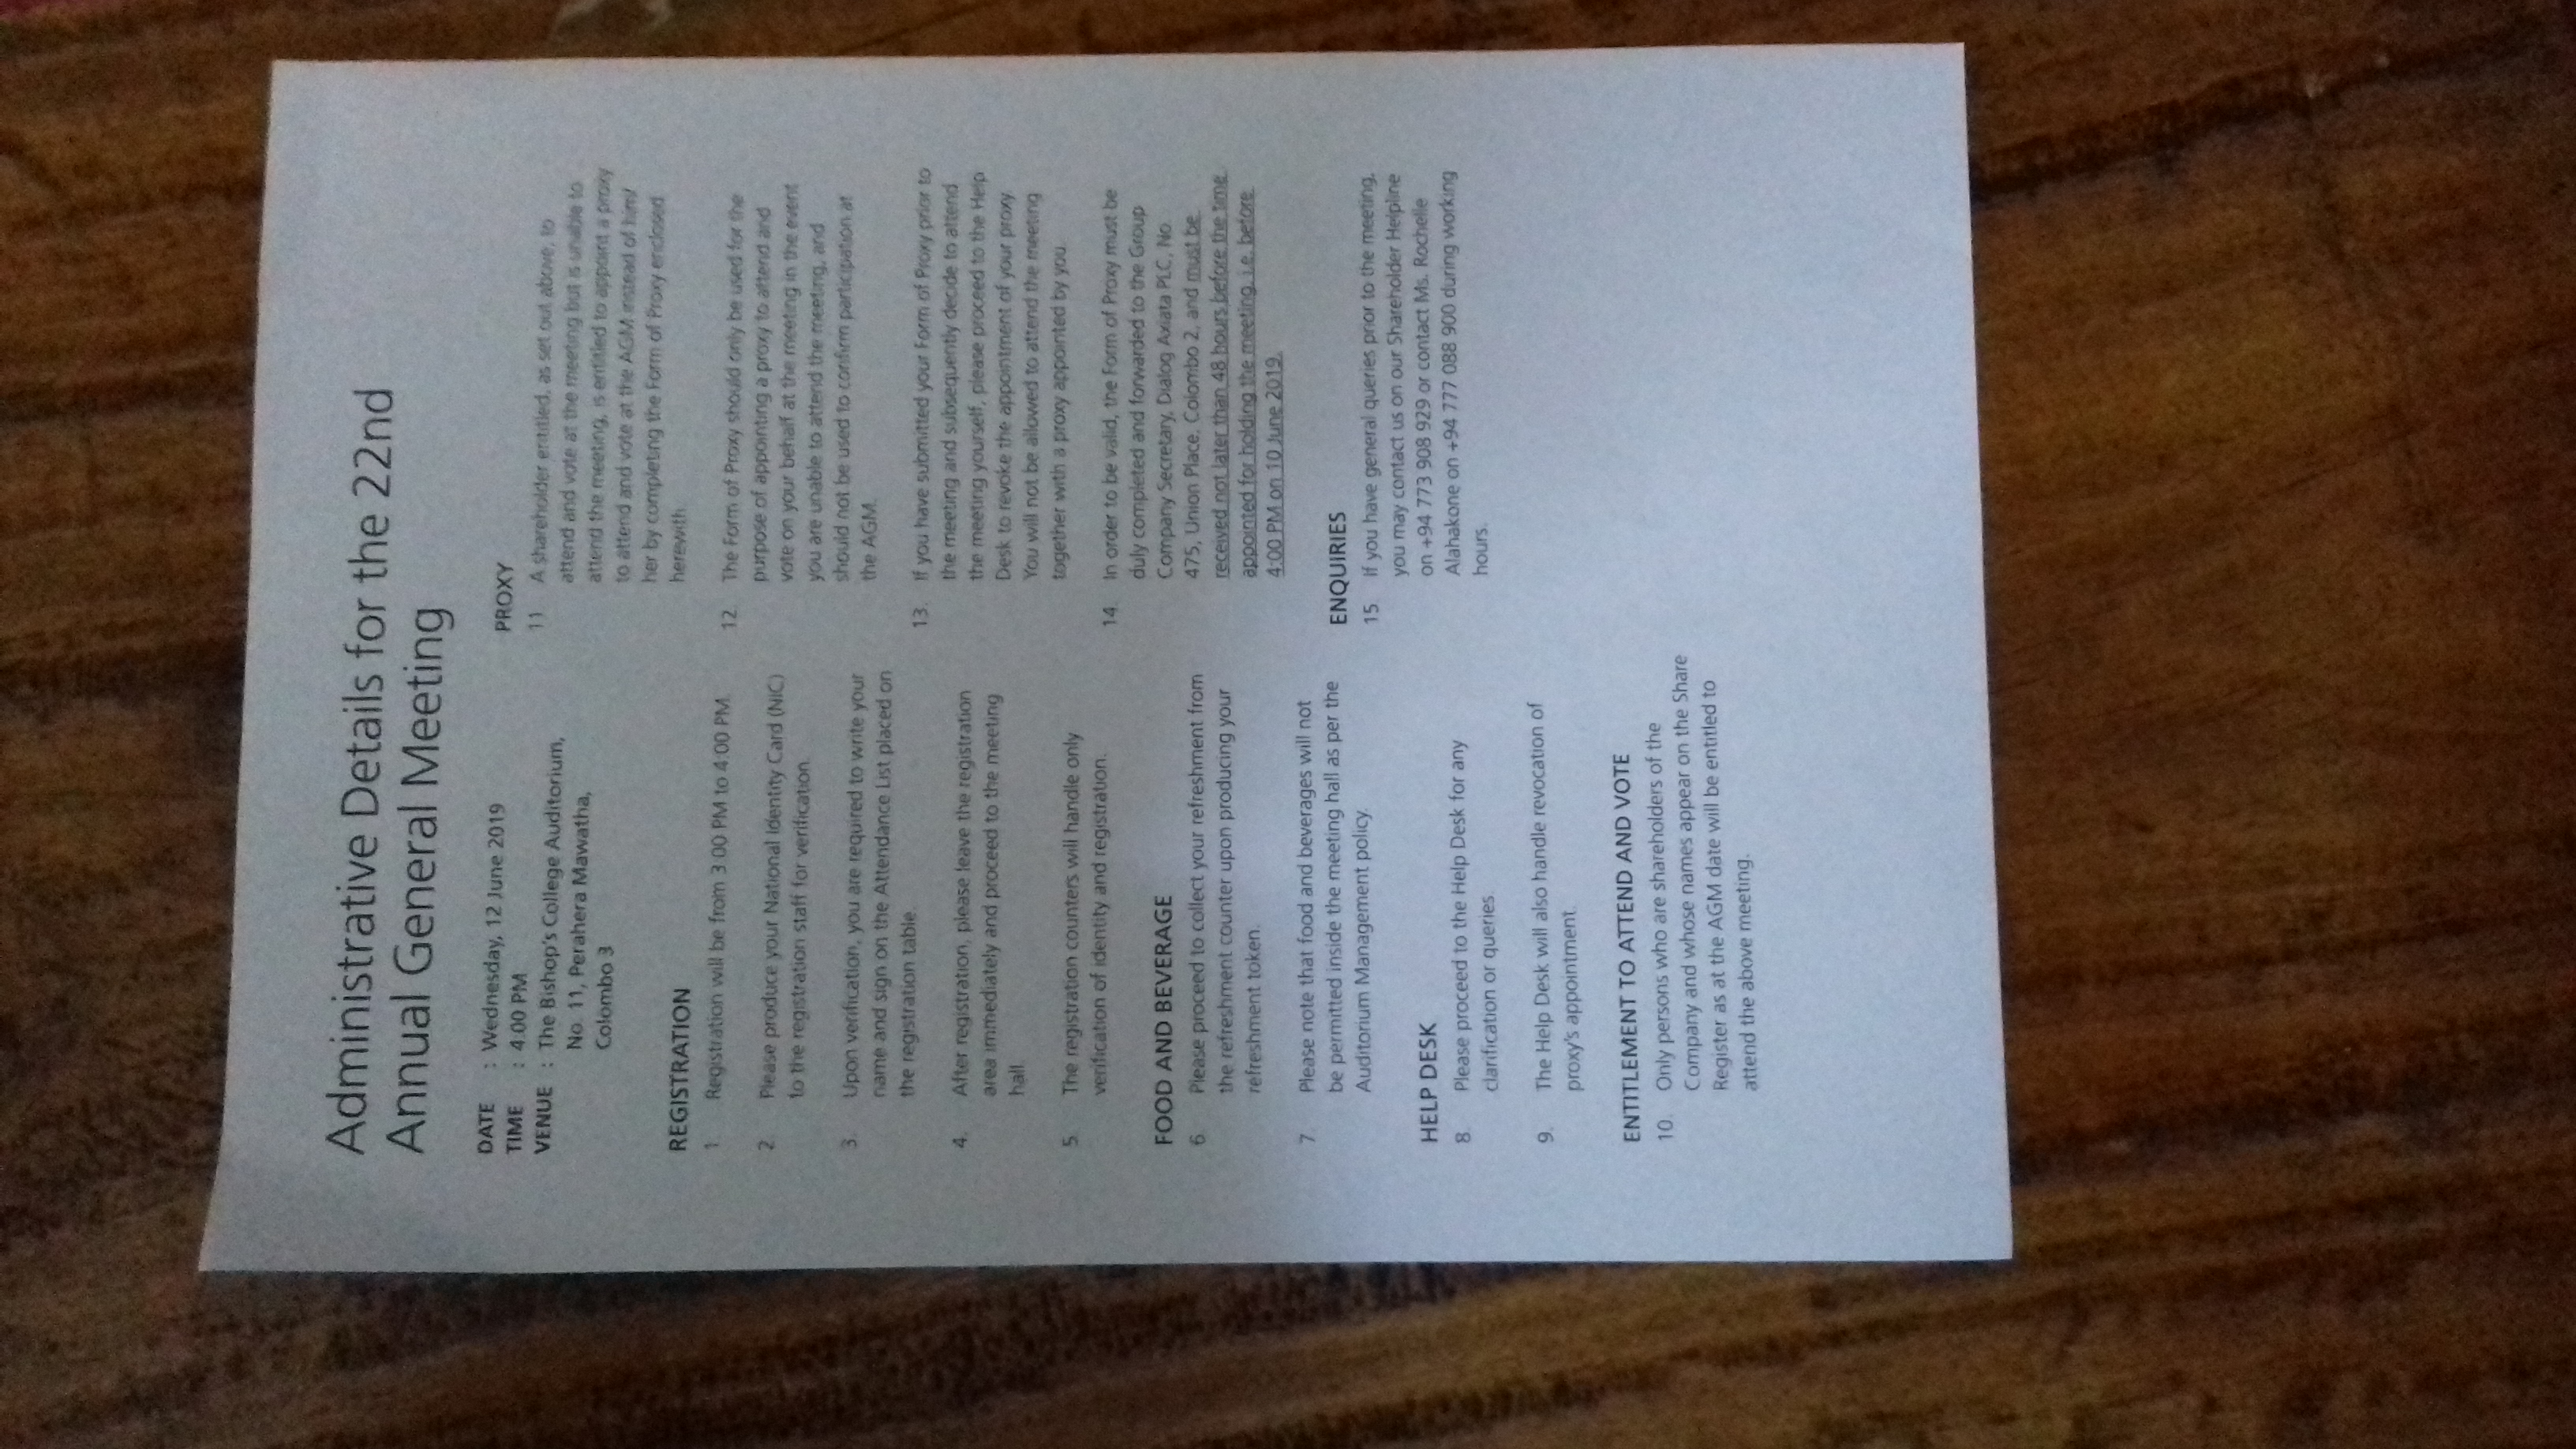 Administrative Details for the 22nd
Annual General Meeting
DATE : Wednesday, 12 June 2019
TIME : 4:00 PM
VENUE : The Bishop's College Auditorium,
No. 11, Perahera Mawatha,
Colombo 3
REGISTRATION
1. Registration will be from 3:00 PM to 4:00 PM.
2. Please produce your National Identity Card (NIC)
to the registration staff for verification.
3. Upon verification, you are required to write your
name and sign on the Attendance List placed on
the registration table.
4. After registration, please leave the registration
area immediately and proceed to the meeting
hall.
5. The registration counters will handle only
verification of identity and registration.
FOOD AND BEVERAGE
6. Please proceed to collect your refreshment from
the refreshment counter upon producing your
refreshment token.
7. Please note that food and beverages will not
be permitted inside the meeting hall as per the
Auditorium Management policy.
HELP DESK
8. Please proceed to the Help Desk for any
clarification or queries.
9. The Help Desk will also handle revocation of
proxy's appointment.
ENTITLEMENT TO ATTEND AND VOTE
10. Only persons who are shareholders of the
Company and whose names appear on the Share
Register as at the AGM date will be entitled to
attend the above meeting.
PROXY
11. A shareholder entitled, as set out above, to
attend and vote at the meeting but is unable to
attend the meeting, is entitled to appoint a proxy
to attend and vote at the AGM instead of him/
her by completing the Form of Proxy enclosed
herewith.
12. The Form of Proxy should only be used for the
purpose of appointing a proxy to attend and
vote on your behalf at the meeting in the event
you are unable to attend the meeting, and
should not be used to confirm participation at
the AGM.
13. If you have submitted your Form of Proxy prior to
the meeting and subsequently decide to attend
the meeting yourself, please proceed to the Help
Desk to revoke the appointment of your proxy.
You will not be allowed to attend the meeting
together with a proxy appointed by you.
14. In order to be valid, the Form of Proxy must be
duly completed and forwarded to the Group
Company Secretary, Dialog Axiata PLC, No.
475, Union Place, Colombo 2, and must be
received not later than 48 hours before the time
appointed for holding the meeting, i.e. before
4:00 PM on 10 June 2019.
ENQUIRIES
15. If you have general queries prior to the meeting,
you may contact us on our Shareholder Helpline
on +94 773 908 929 or contact Ms. Rochelle
Alahakone on +94 777 088 900 during working
hours.